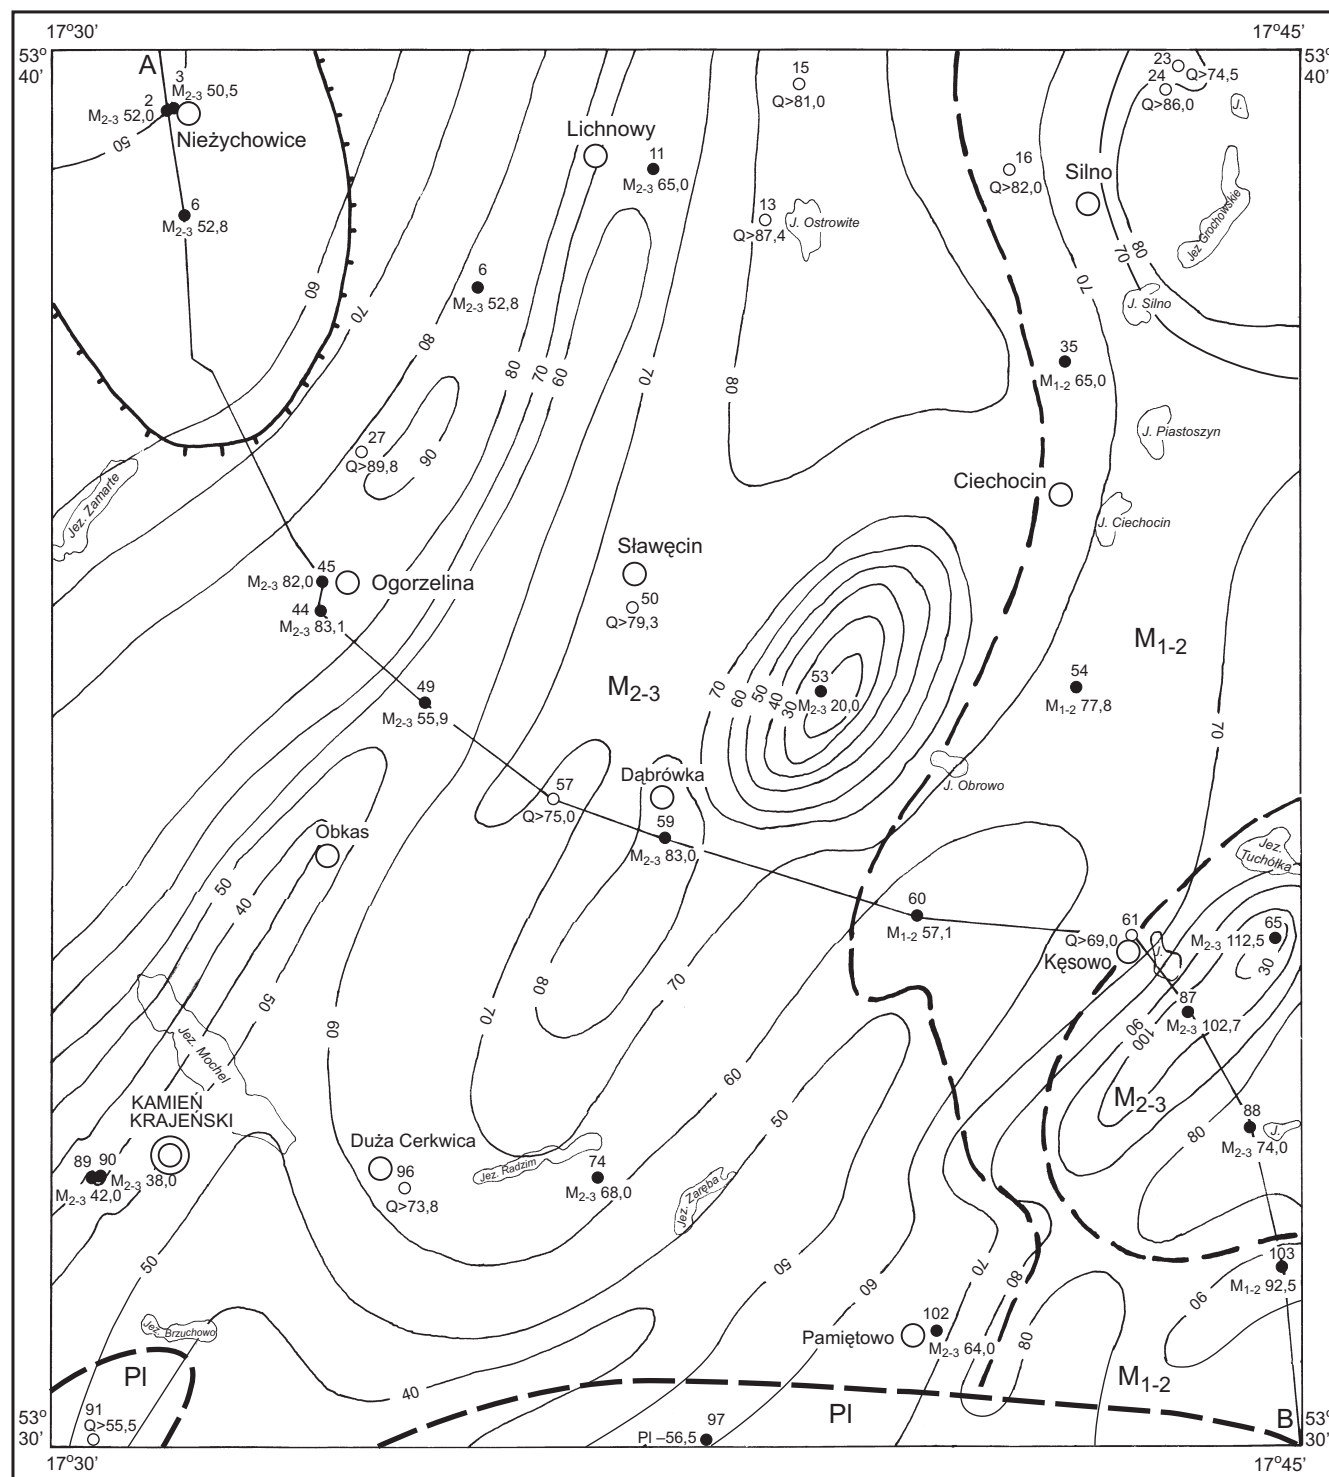 17°30’
17°45’
53°
40’
53°
40’
A
3
M2-3 50,5
2
M2-3 52,0
Nieżychowice
50
6
M2-3 52,8
60
70
Lichnowy
11
M2-3 65,0
15
Q>81,0
13
Q>87,4
J. Ostrowite
16
Q>82,0
Silno
23
Q>74,5
24
Q>86,0
J.
Jez Grochowskie
80
70
70
J. Silno
6
M2-3 52,8
80
80
70
60
70
80
35
M1-2 65,0
J. Piastoszyn
27
Q>89,8
90
Jez. Zamarte
Ciechocin
J. Ciechocin
45
M2-3 82,0
Ogorzelina
44
M2-3 83,1
Sławęcin
50
Q>79,3
M1-2
M2-3
49
M2-3 55,9
53
M2-3 20,0
70
60
50
40
30
54
M1-2 77,8
70
J. Obrowo
57
Q>75,0
Dąbrówka
59
M2-3 83,0
Obkas
50
40
Jez.
Tuchółka
60
M1-2 57,1
61
Q>69,0
Kęsowo
J.
65
M2-3 112,5
30
87
M2-3 102,7
90
100
80
70
70
60
50
Jez. Mochel
60
50
M2-3
80
88
M2-3 74,0
J.
KAMIEŃ
KRAJEŃSKI
89
90
M2-3 38,0
M2-3 42,0
Duża Cerkwica
96
Q>73,8
Jez. Radzim
74
M2-3 68,0
Jez. Zaręba
50
50
60
70
80
103
M1-2 92,5
90
Jez. Brzuchowo
Pamiętowo
102
M2-3 64,0
80
40
Pl
M1-2
Pl
91
Q>55,5
97
Pl –56,5
B
53°
30’
53°
30’
17°30’
17°45’